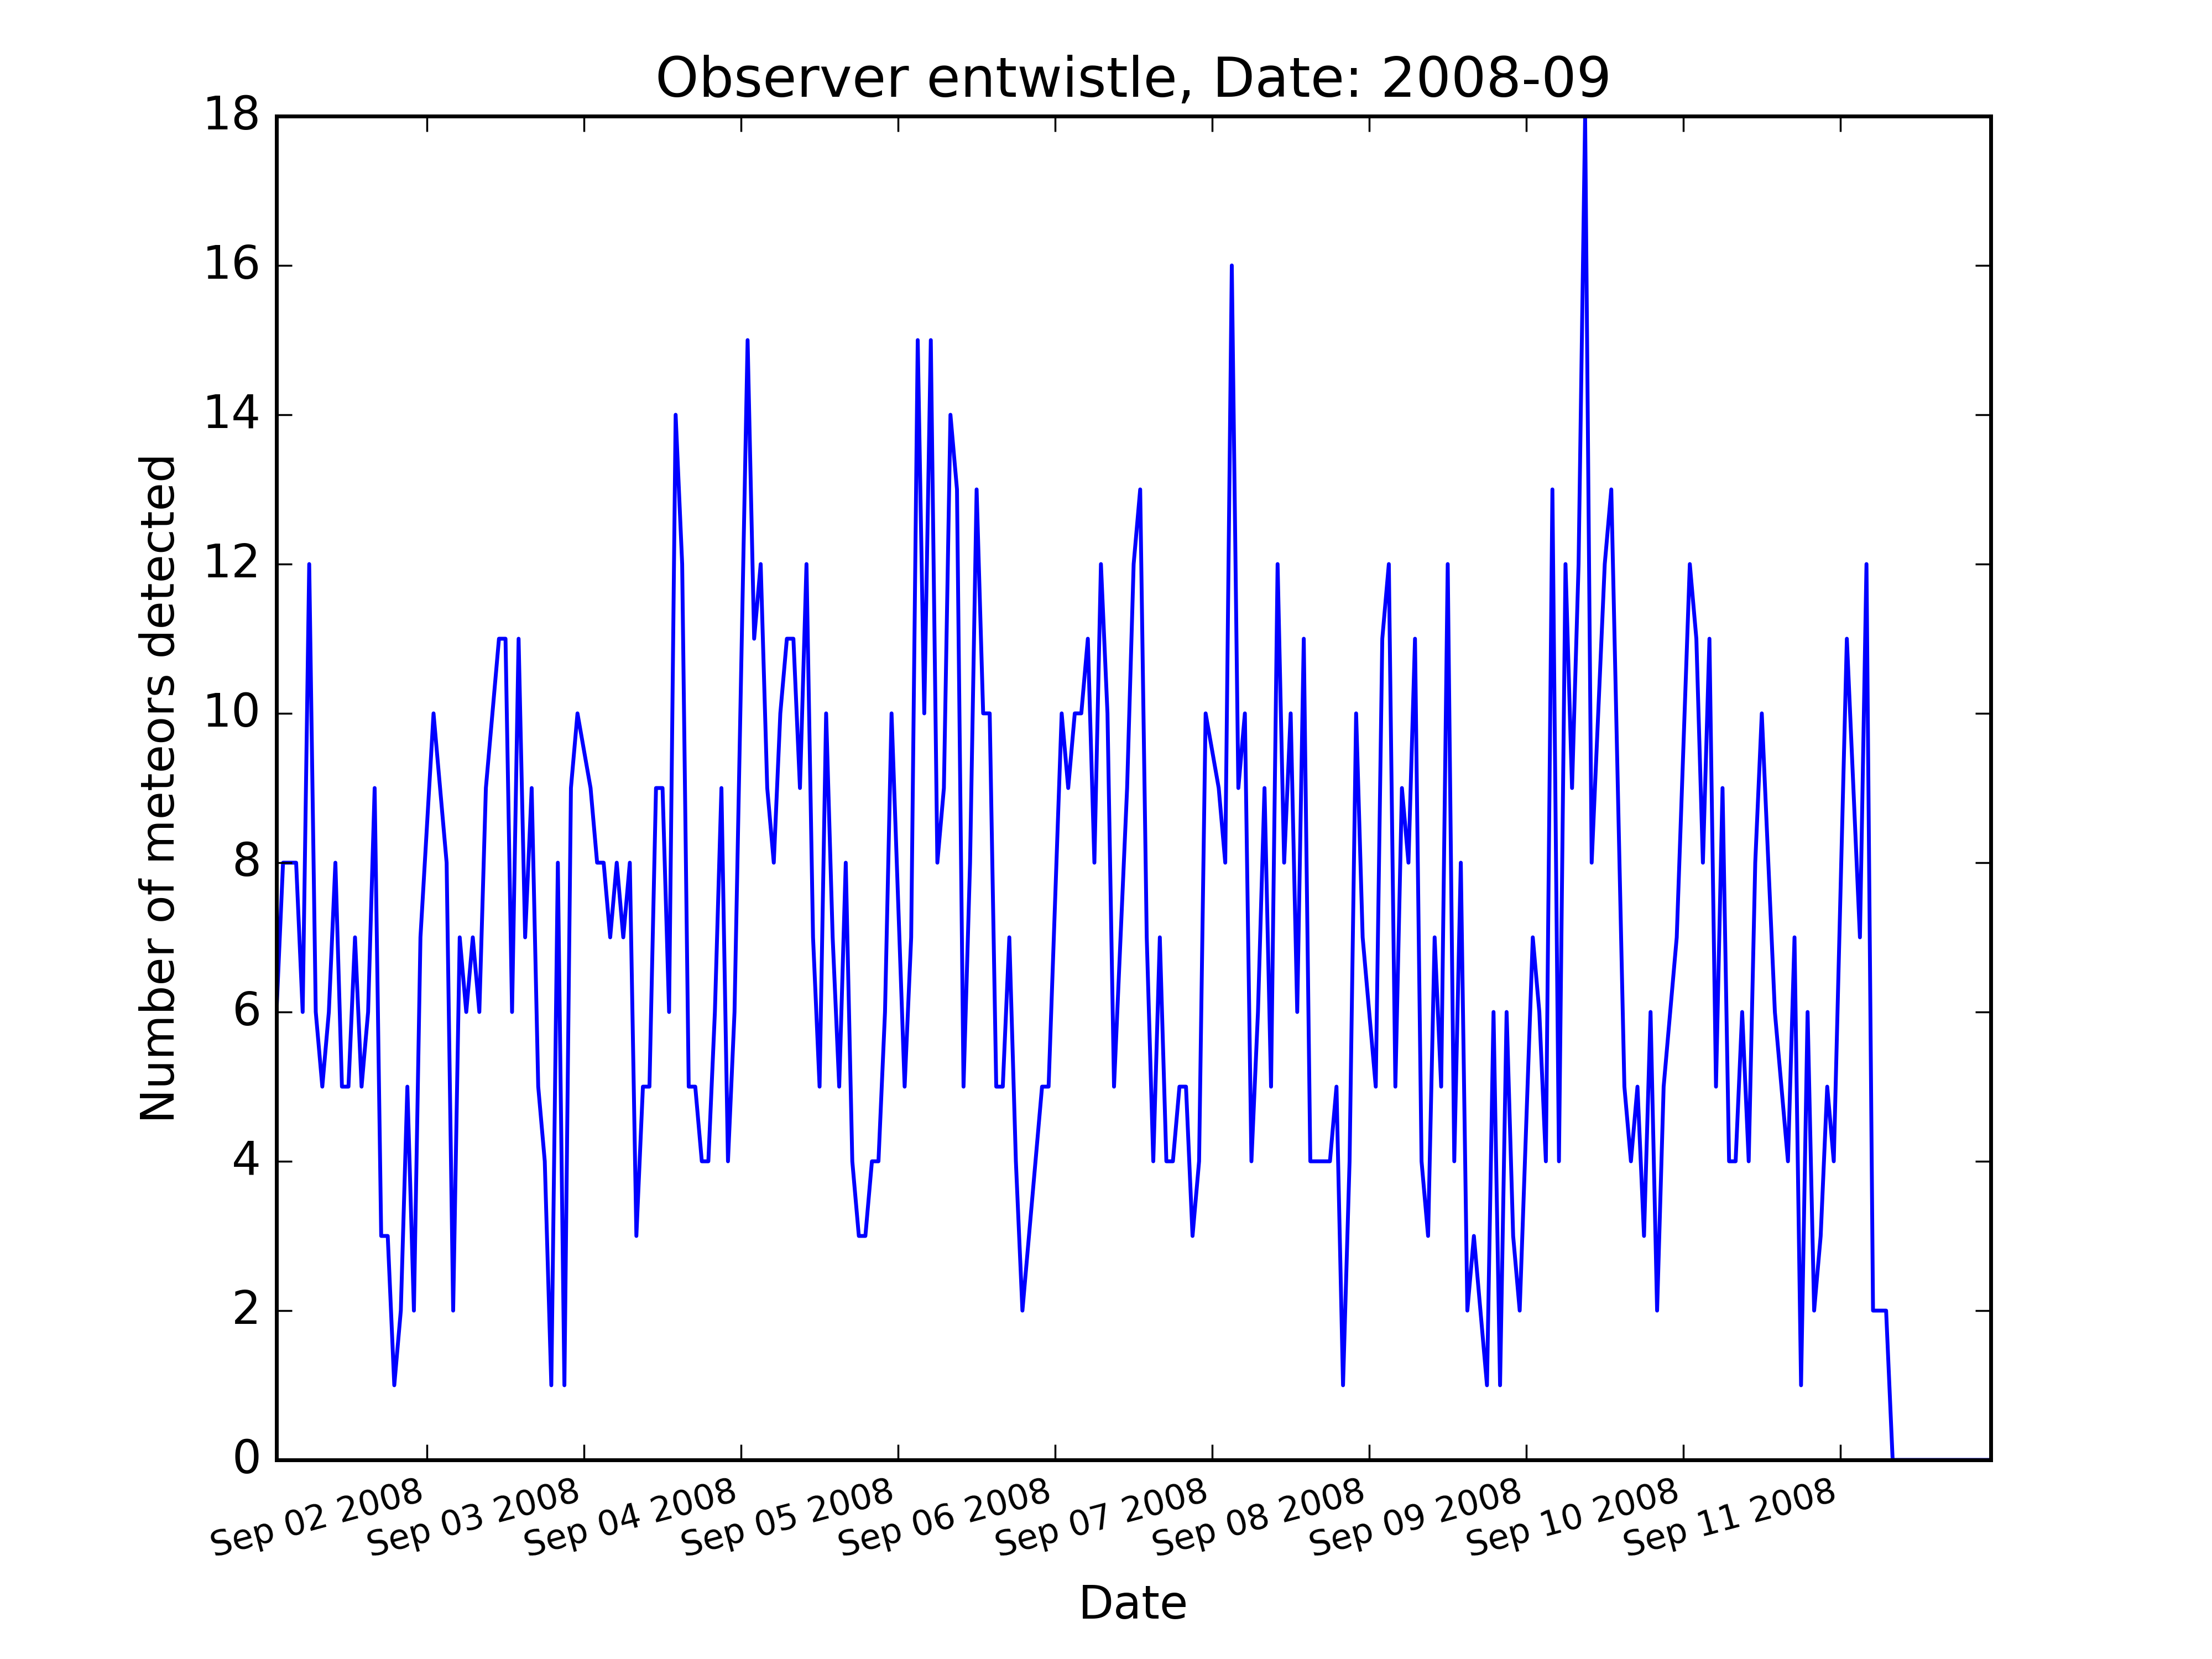 Observer entwistle, Date: 2008-09
18
16
14
12
10
8
6
4
2
0
Number of meteors detected
Sep 02 2008
Sep 03 2008
Sep 04 2008
Sep 05 2008
Sep 06 2008
Sep 07 2008
Sep 08 2008
Sep 09 2008
Sep 10 2008
Sep 11 2008
Date